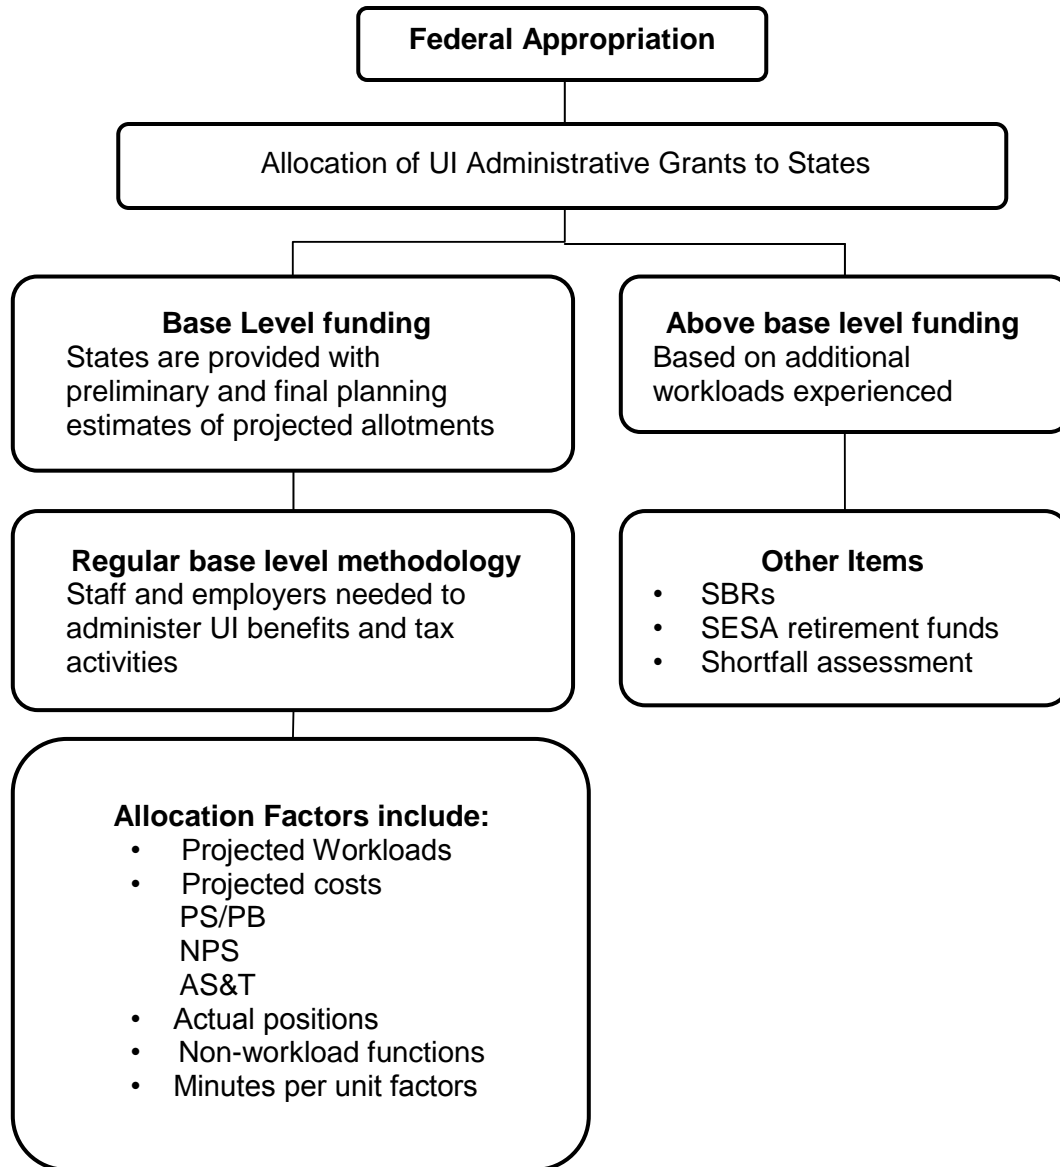 Federal Appropriation
Allocation of UI Administrative Grants to States
Base Level funding
States are provided with
preliminary and final planning
estimates of projected allotments
Above base level funding
Based on additional
workloads experienced
Regular base level methodology
Staff and employers needed to
administer UI benefits and tax
activities
Other Items
• SBRs
• SESA retirement funds
• Shortfall assessment
Allocation Factors include:
• Projected Workloads
• Projected costs
PS/PB
NPS
AS&T
• Actual positions
• Non-workload functions
• Minutes per unit factors